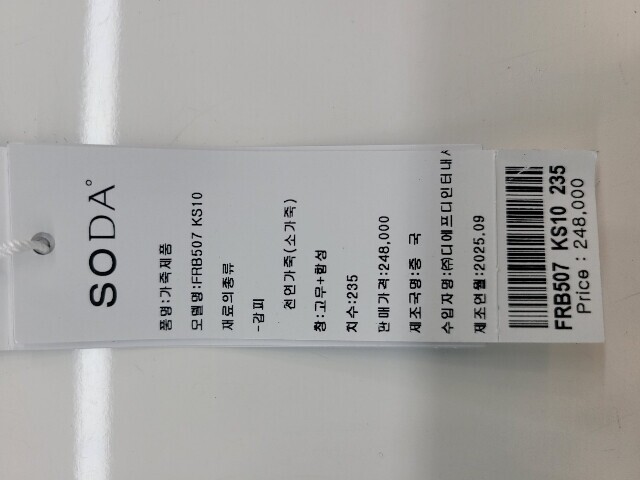 SODA°
품명:가죽제품
모델명:FRB507 KS10
재료의종류
-갑피
천연가죽(소가죽)
창:고무+합성
치수:235
판매가격:248,000
제조국명:중 국
수입자명:(주)디에프디인터내
제조연월:2025.09
FRB507 KS10 235
Price : 248,000